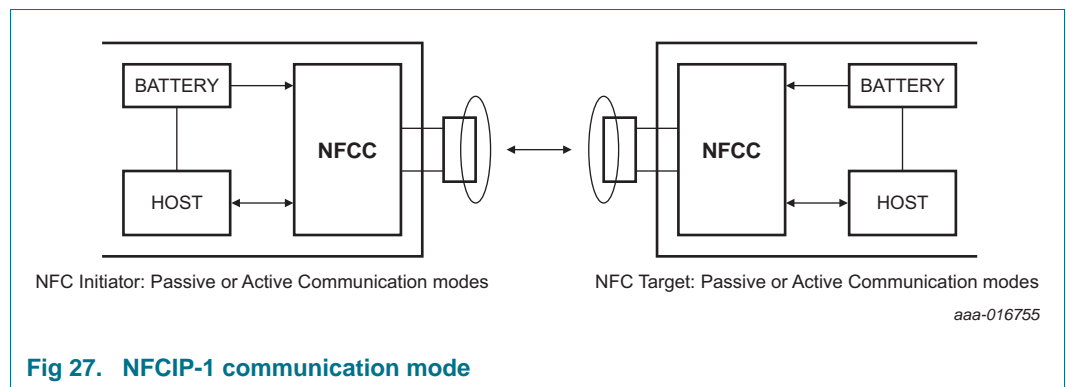 BATTERY
NFCC
HOST
BATTERY
NFCC
HOST
NFC Initiator: Passive or Active Communication modes
NFC Target: Passive or Active Communication modes
aaa-016755
Fig 27. NFCIP-1 communication mode